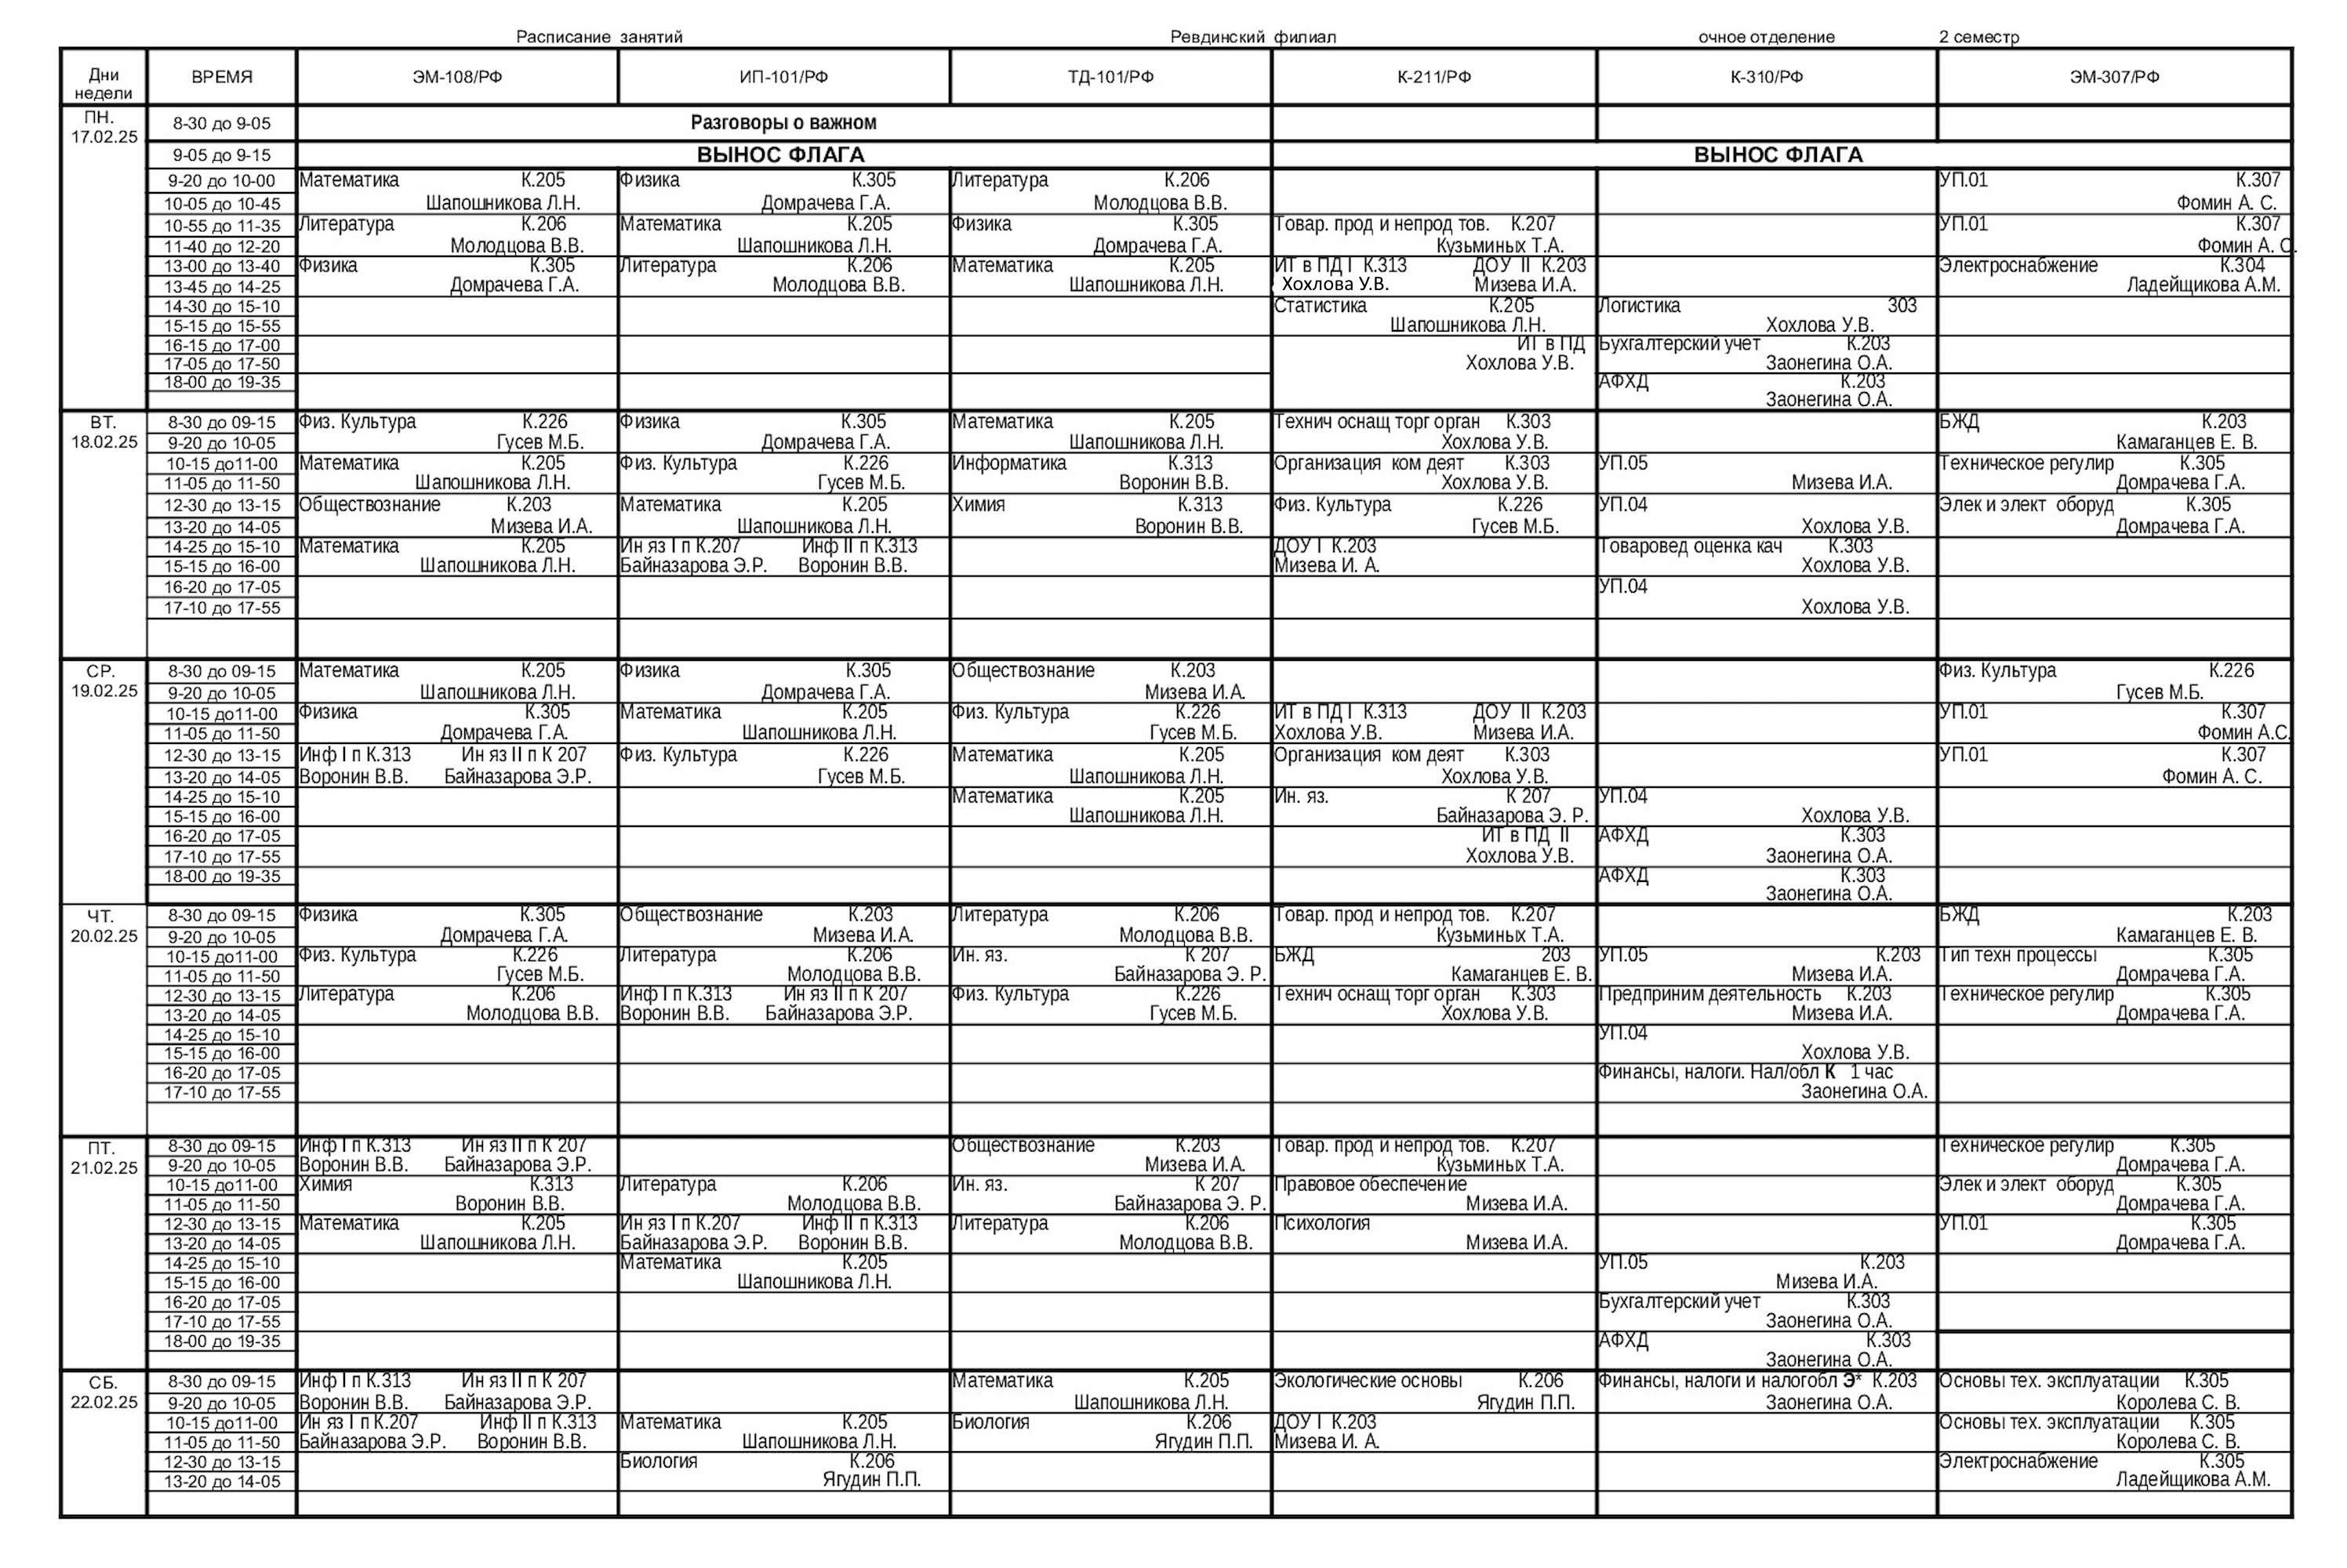 Расписание занятий Ревдинский филиал очное отделение 2 семестр
Дни недели ВРЕМЯ ЭМ-108/РФ ИП-101/РФ ТД-101/РФ К-211/РФ К-310/РФ ЭМ-307/РФ
ПН. 8-30 до 9-05 Разговоры о важном
17.02.25
9-05 до 9-15 ВЫНОС ФЛАГА ВЫНОС ФЛАГА
9-20 до 10-00 Математика К.205 Физика К.305 Литература К.206 УП.01 К.307
10-05 до 10-45 Шапошникова Л.Н. Домрачева Г.А. Молодцова В.В. Фомин А. С.
10-55 до 11-35 Литература К.206 Математика К.205 Физика К.305 Товар. прод и непрод тов. К.207 УП.01 К.307
11-40 до 12-20 Молодцова В.В. Шапошникова Л.Н. Домрачева Г.А. Кузьминых Т.А. Фомин А. С.
13-00 до 13-40 Физика К.305 Литература К.206 Математика К.205 ИТ в ПД I К.313 ДОУ II К.203 Электроснабжение К.304
13-45 до 14-25 Домрачева Г.А. Молодцова В.В. Шапошникова Л.Н. Хохлова У.В. Мизева И.А. Ладейщикова А.М.
14-30 до 15-10 Статистика К.205 Логистика 303
15-15 до 15-55 Шапошникова Л.Н. Хохлова У.В.
16-15 до 17-00 ИТ в ПД Бухгалтерский учет К.203
17-05 до 17-50 Хохлова У.В. Заонегина О.А.
18-00 до 19-35 АФХД К.203
Заонегина О.А.
ВТ. 8-30 до 09-15 Физ. Культура К.226 Физика К.305 Математика К.205 Технич оснащ торг орган К.303 БЖД К.203
18.02.25 9-20 до 10-05 Гусев М.Б. Домрачева Г.А. Шапошникова Л.Н. Хохлова У.В. Камаганцев Е. В.
10-15 до11-00 Математика К.205 Физ. Культура К.226 Информатика К.313 Организация ком деят К.303 УП.05 Техническое регулир К.305
11-05 до 11-50 Шапошникова Л.Н. Гусев М.Б. Воронин В.В. Хохлова У.В. Мизева И.А. Домрачева Г.А.
12-30 до 13-15 Обществознание К.203 Математика К.205 Химия К.313 Физ. Культура К.226 УП.04 Элек и элект оборуд К.305
13-20 до 14-05 Мизева И.А. Шапошникова Л.Н. Воронин В.В. Гусев М.Б. Хохлова У.В. Домрачева Г.А.
14-25 до 15-10 Математика К.205 Ин яз I п К.207 Инф II п К.313 ДОУ I К.203 Товаровед оценка кач К.303
15-15 до 16-00 Шапошникова Л.Н. Байназарова Э.Р. Воронин В.В. Мизева И. А. Хохлова У.В.
16-20 до 17-05 УП.04
17-10 до 17-55 Хохлова У.В.
СР. 8-30 до 09-15 Математика К.205 Физика К.305 Обществознание К.203 Физ. Культура К.226
19.02.25 9-20 до 10-05 Шапошникова Л.Н. Домрачева Г.А. Мизева И.А. Гусев М.Б.
10-15 до11-00 Физика К.305 Математика К.205 Физ. Культура К.226 ИТ в ПД I К.313 ДОУ II К.203 УП.01 К.307
11-05 до 11-50 Домрачева Г.А. Шапошникова Л.Н. Гусев М.Б. Хохлова У.В. Мизева И.А. Фомин А.С.
12-30 до 13-15 Инф I п К.313 Ин яз II п К 207 Физ. Культура К.226 Математика К.205 Организация ком деят К.303 УП.01 К.307
13-20 до 14-05 Воронин В.В. Байназарова Э.Р. Гусев М.Б. Шапошникова Л.Н. Хохлова У.В. Фомин А. С.
14-25 до 15-10 Математика К.205 Ин. яз. К 207 УП.04
15-15 до 16-00 Шапошникова Л.Н. Байназарова Э. Р. Хохлова У.В.
16-20 до 17-05 ИТ в ПД II АФХД К.303
17-10 до 17-55 Хохлова У.В. Заонегина О.А.
18-00 до 19-35 АФХД К.303
Заонегина О.А.
ЧТ. 8-30 до 09-15 Физика К.305 Обществознание К.203 Литература К.206 Товар. прод и непрод тов. К.207 БЖД К.203
20.02.25 9-20 до 10-05 Домрачева Г.А. Мизева И.А. Молодцова В.В. Кузьминых Т.А. Камаганцев Е. В.
10-15 до11-00 Физ. Культура К.226 Литература К.206 Ин. яз. К 207 БЖД 203 УП.05 К.203 Тип техн процессы К.305
11-05 до 11-50 Гусев М.Б. Молодцова В.В. Байназарова Э. Р. Камаганцев Е. В. Мизева И.А. Домрачева Г.А.
12-30 до 13-15 Литература К.206 Инф I п К.313 Ин яз II п К 207 Физ. Культура К.226 Технич оснащ торг орган К.303 Предприним деятельность К.203 Техническое регулир К.305
13-20 до 14-05 Молодцова В.В. Воронин В.В. Байназарова Э.Р. Гусев М.Б. Хохлова У.В. Мизева И.А. Домрачева Г.А.
14-25 до 15-10 УП.04
15-15 до 16-00 Хохлова У.В.
16-20 до 17-05 Финансы, налоги. Нал/обл К 1 час
17-10 до 17-55 Заонегина О.А.
ПТ. 8-30 до 09-15 Инф I п К.313 Ин яз II п К 207 Обществознание К.203 Товар. прод и непрод тов. К.207 Техническое регулир К.305
21.02.25 9-20 до 10-05 Воронин В.В. Байназарова Э.Р. Мизева И.А. Кузьминых Т.А. Домрачева Г.А.
10-15 до11-00 Химия К.313 Литература К.206 Ин. яз. К 207 Правовое обеспечение Элек и элект оборуд К.305
11-05 до 11-50 Воронин В.В. Молодцова В.В. Байназарова Э. Р. Мизева И.А. Домрачева Г.А.
12-30 до 13-15 Математика К.205 Ин яз I п К.207 Инф II п К.313 Литература К.206 Психология УП.01 К.305
13-20 до 14-05 Шапошникова Л.Н. Байназарова Э.Р. Воронин В.В. Молодцова В.В. Мизева И.А. Домрачева Г.А.
14-25 до 15-10 Математика К.205 УП.05 К.203
15-15 до 16-00 Шапошникова Л.Н. Мизева И.А.
16-20 до 17-05 Бухгалтерский учет К.303
17-10 до 17-55 Заонегина О.А.
18-00 до 19-35 АФХД К.303
Заонегина О.А.
СБ. 8-30 до 09-15 Инф I п К.313 Ин яз II п К 207 Математика К.205 Экологические основы К.206 Финансы, налоги и налогобл Э* К.203 Основы тех. эксплуатации К.305
22.02.25 9-20 до 10-05 Воронин В.В. Байназарова Э.Р. Шапошникова Л.Н. Ягудин П.П. Заонегина О.А. Королева С. В.
10-15 до11-00 Ин яз I п К.207 Инф II п К.313 Математика К.205 Биология К.206 ДОУ I К.203 Основы тех. эксплуатации К.305
11-05 до 11-50 Байназарова Э.Р. Воронин В.В. Шапошникова Л.Н. Ягудин П.П. Мизева И. А. Королева С. В.
12-30 до 13-15 Биология К.206 Электроснабжение К.305
13-20 до 14-05 Ягудин П.П. Ладейщикова А.М.